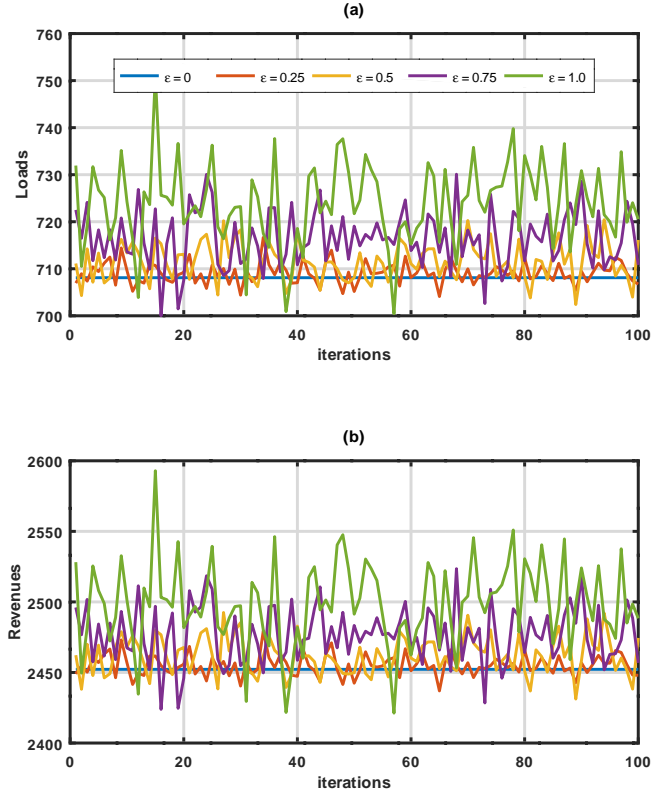 (a)
760
750
740
730
720
710
700
Loads
ε = 0
ε = 0.25
ε = 0.5
ε = 0.75
ε = 1.0
0
20
40
60
80
100
iterations
(b)
2600
2550
2500
2450
2400
Revenues
0
20
40
60
80
100
iterations